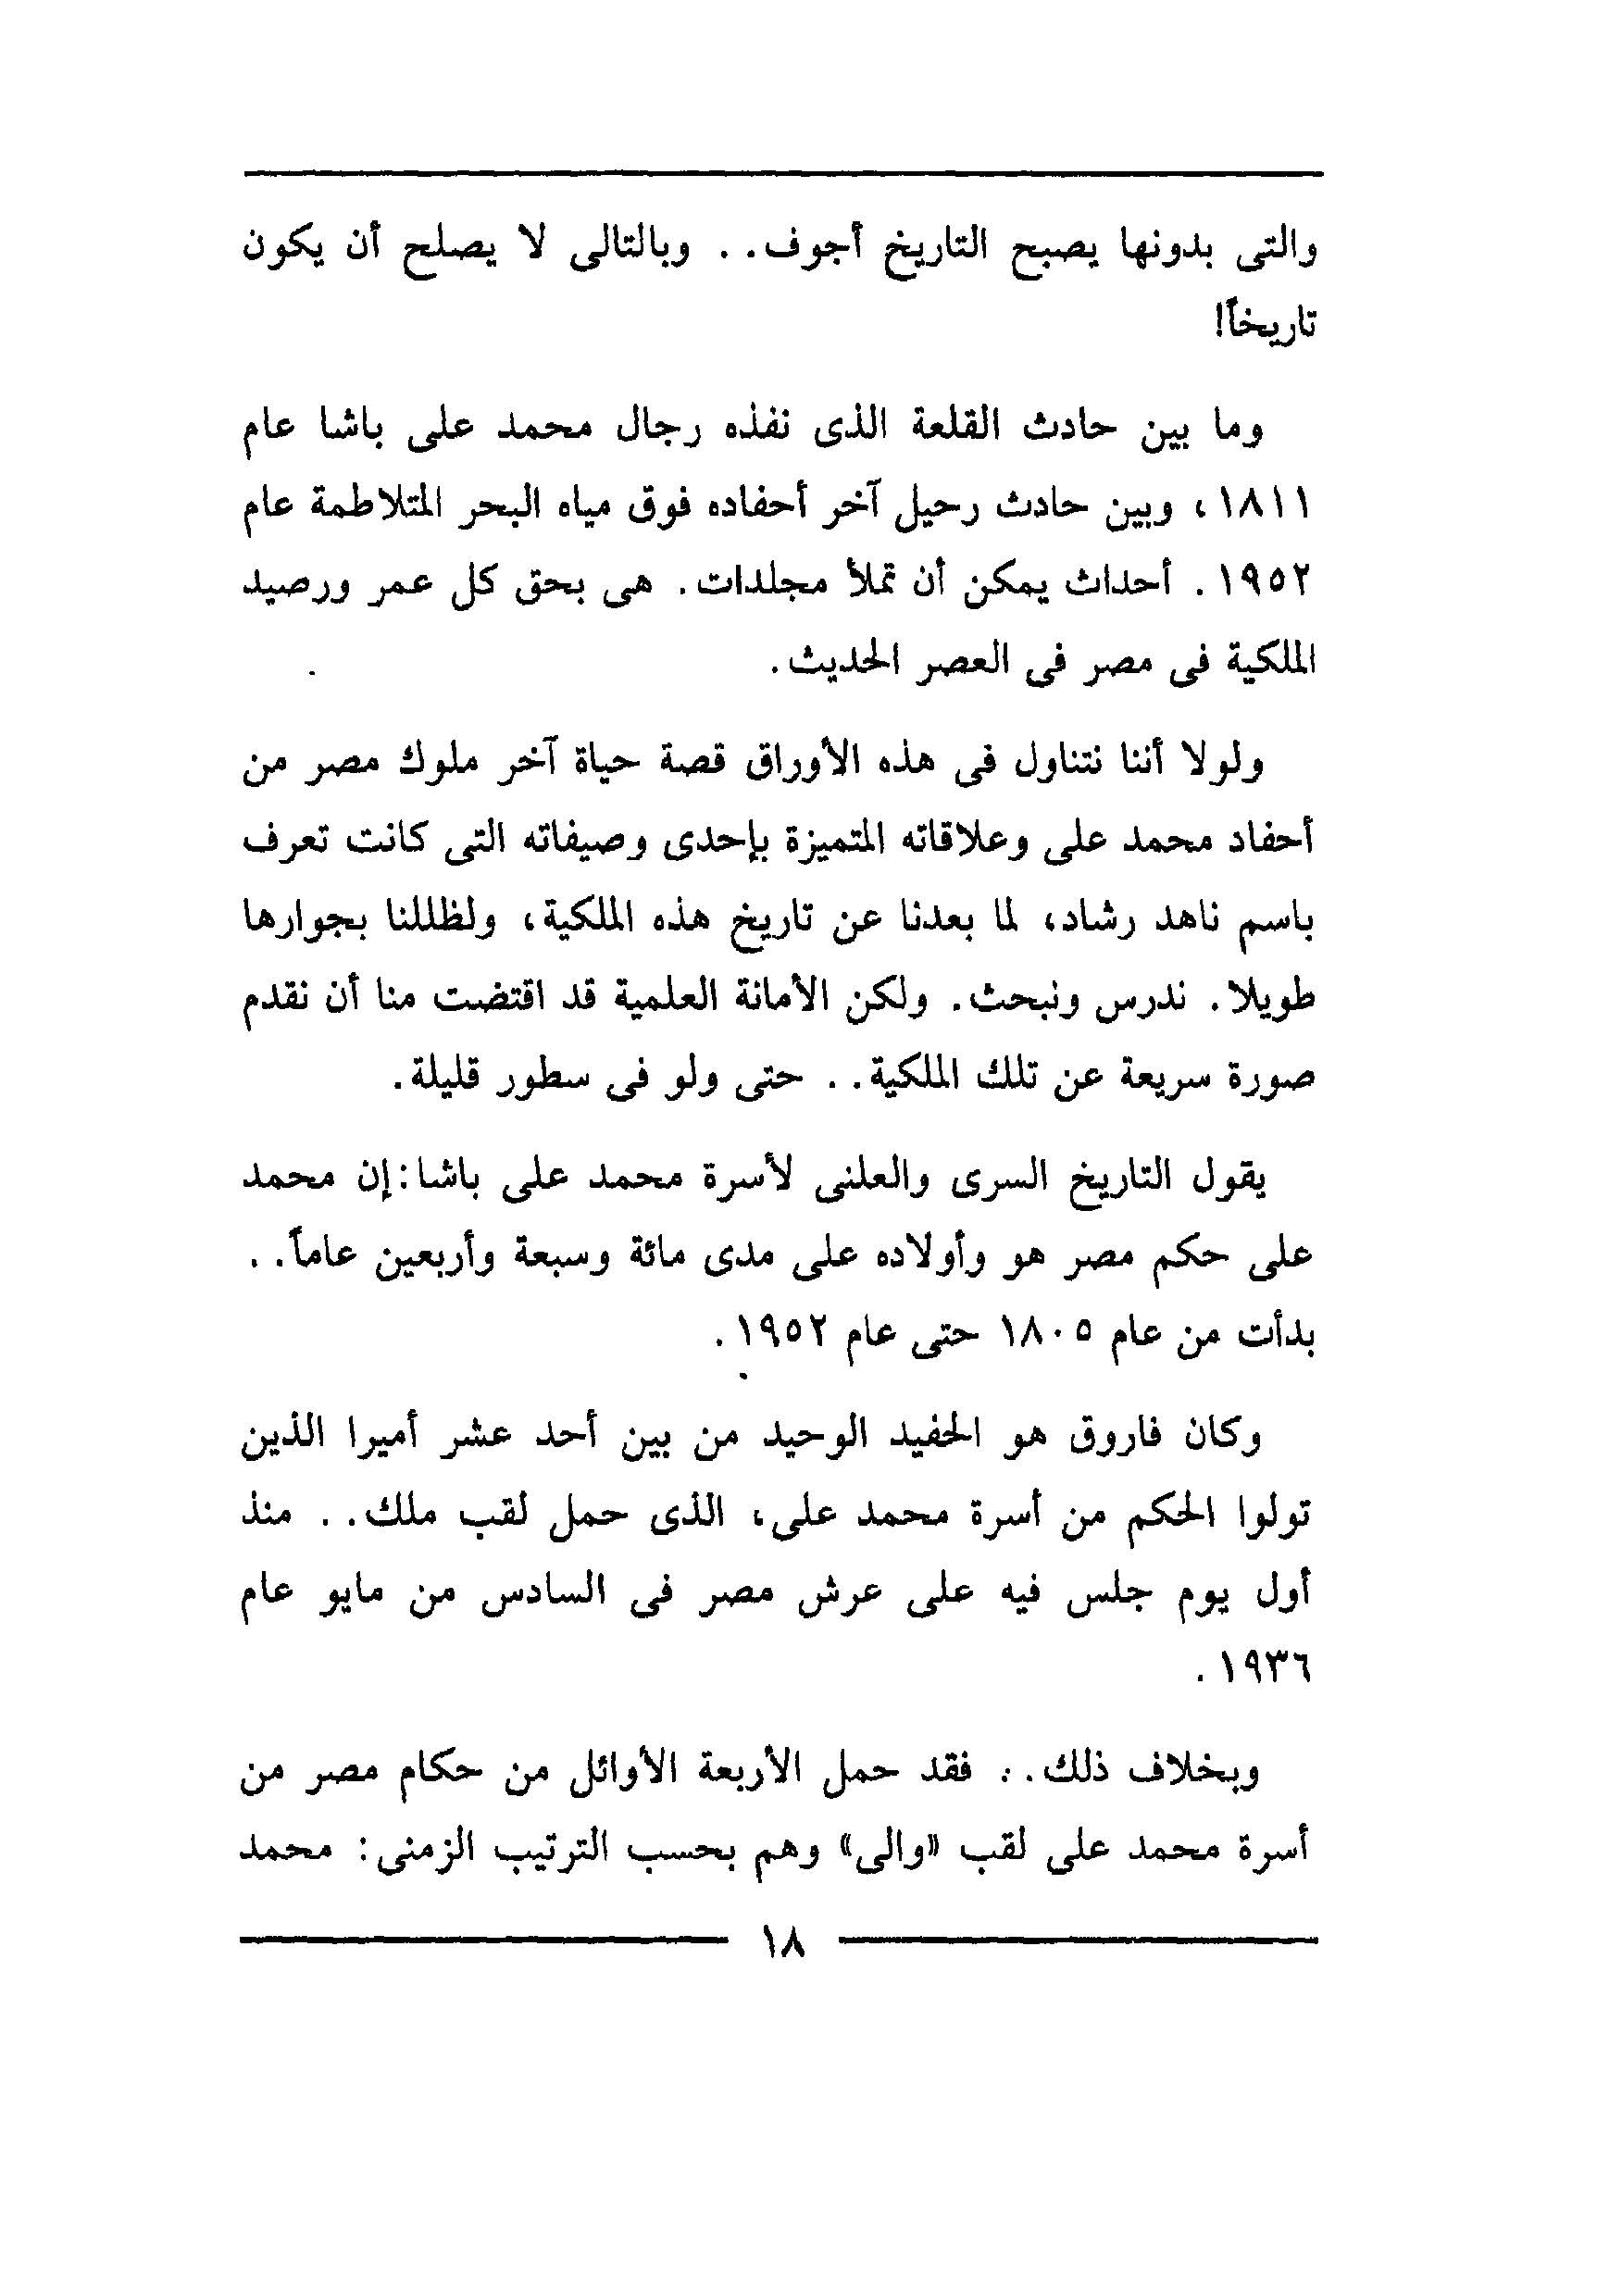 والتى بدونها يصبح التاريخ أجوف. . وبالتالى لا يصلح أن يكون
تاريخاً!
وما بين حادث القلعة الذى نفذه رجال محمد على باشا عام
١٨١١، وبين حادث رحيل آخر أحفاده فوق مياه البحر المتلاطمة عام
١٩٥٢. أحداث يمكن أن تملأ مجلدات. هى بحق كل عمر ورصيد
الملكية فى مصر فى العصر الحديث.
ولولا أننا نتناول فى هذه الأوراق قصة حياة آخر ملوك مصر من
أحفاد محمد على وعلاقاته المتميزة بإحدى وصيفاته التى كانت تعرف
باسم ناهد رشاد، لما بعدنا عن تاريخ هذه الملكية، ولظللنا بجوارها
طويلا. ندرس ونبحث. ولكن الأمانة العلمية قد اقتضت منا أن نقدم
صورة سريعة عن تلك الملكية. . حتى ولو فى سطور قليلة.
يقول التاريخ السرى والعلنى لأسرة محمد على باشا:إن محمد
على حكم مصر هو وأولاده على مدى مائة وسبعة وأربعين عاماً. .
بدأت من عام ١٨٠٥ حتى عام ١٩٥٢.
وكان فاروق هو الحفيد الوحيد من بين أحد عشر أميرا الذين
تولوا الحكم من أسرة محمد على، الذى حمل لقب ملك. . منذ
أول يوم جلس فيه على عرش مصر فى السادس من مايو عام
١٩٣٦.
وبخلاف ذلك. . فقد حمل الأربعة الأوائل من حكام مصر من
أسرة محمد على لقب «والى» وهم بحسب الترتيب الزمنى: محمد
١٨